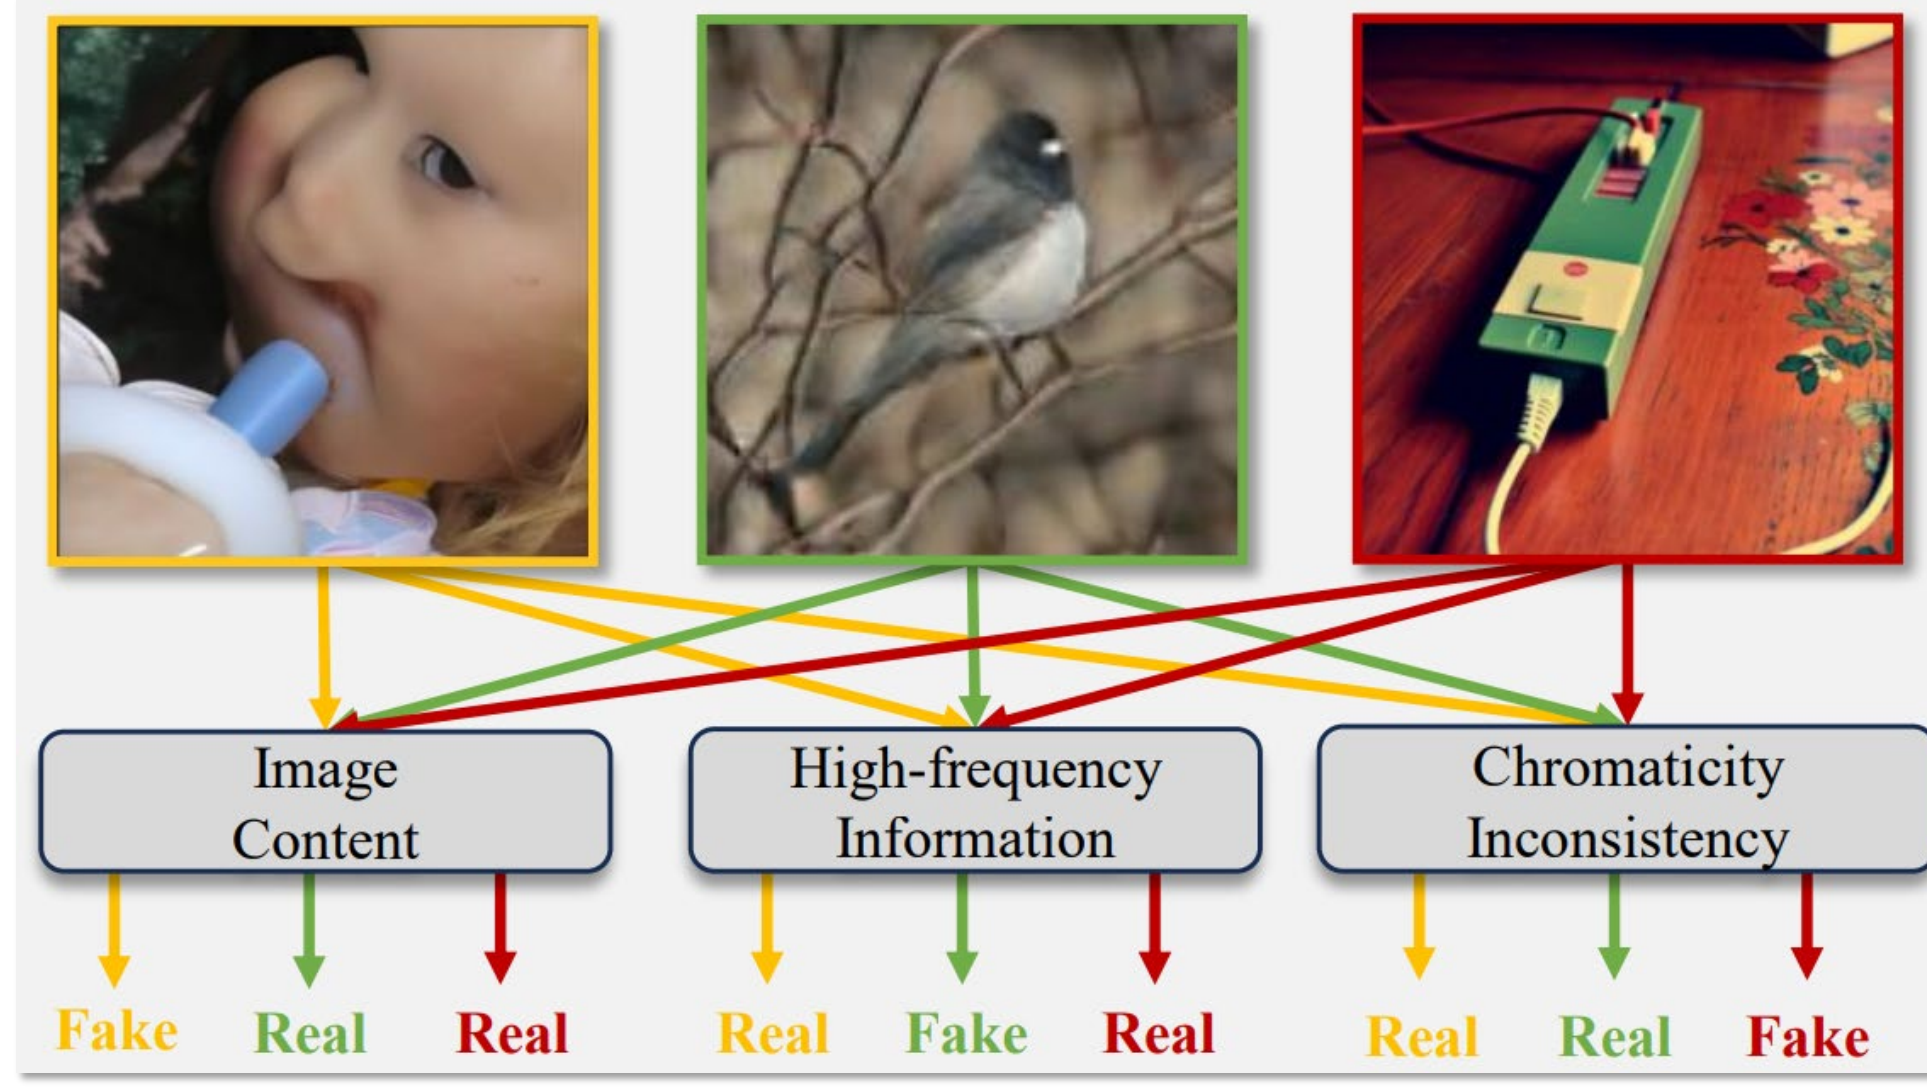 Image
Content
High-frequency
Information
Chromaticity
Inconsistency
Fake Real Real Real Fake Real Real Real Fake